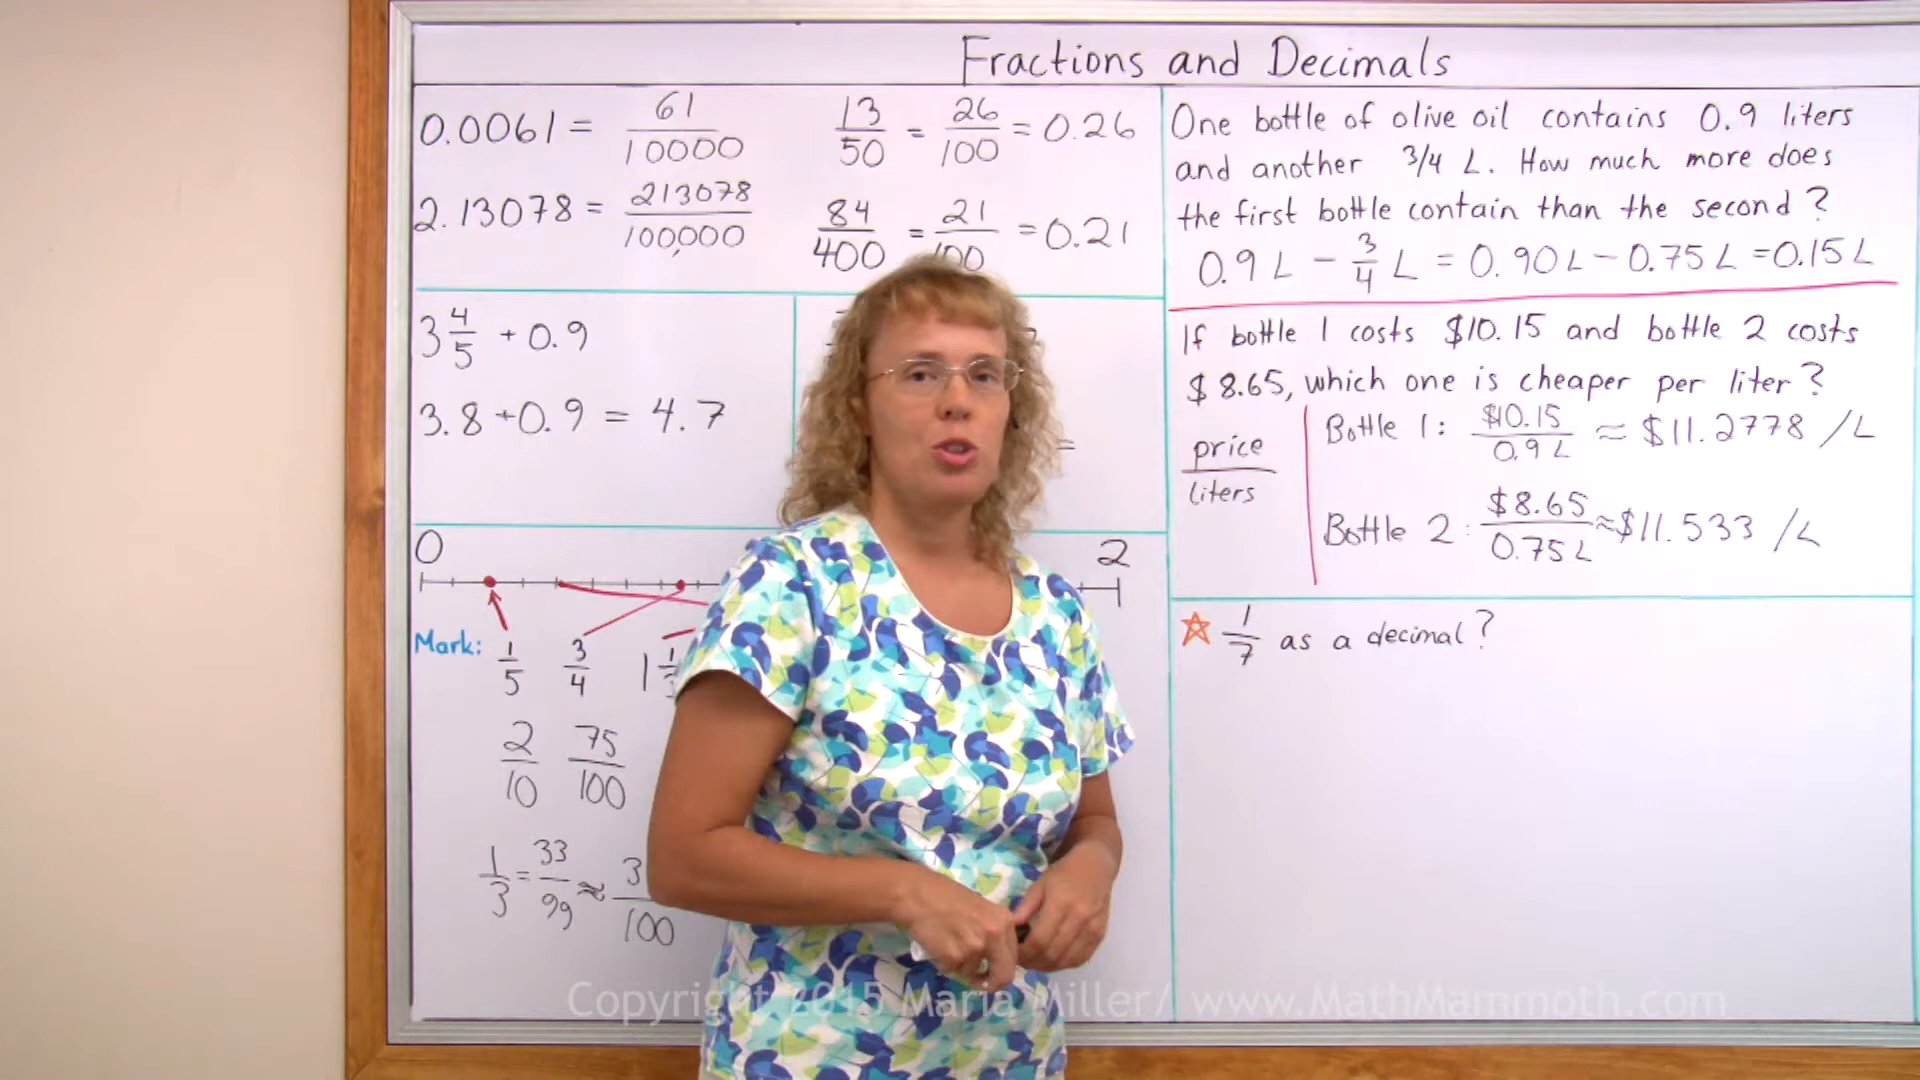 Fractions and Decimals
0.0061 = 61/10000
13/50 = 26/100 = 0.26
2.13078 = 213078/100,000
84/400 = 21/100 = 0.21
3 4/5 + 0.9
3.8 + 0.9 = 4.7
=
0 2
Mark: 1/5 3/4
2/10 75/100
1/3 = 33/99 ≈ 3 /100
One bottle of olive oil contains 0.9 liters
and another 3/4 L. How much more does
the first bottle contain than the second?
0.9 L - 3/4 L = 0.90 L - 0.75 L = 0.15 L
If bottle 1 costs $10.15 and bottle 2 costs
$ 8.65, which one is cheaper per liter?
price/liters
Bottle 1: $10.15/0.9 L ≈ $11.2778 /L
Bottle 2: $8.65/0.75 L ≈ $11.533 /L
1/7 as a decimal?
Copyright 2015 Maria Miller / www.MathMammoth.com